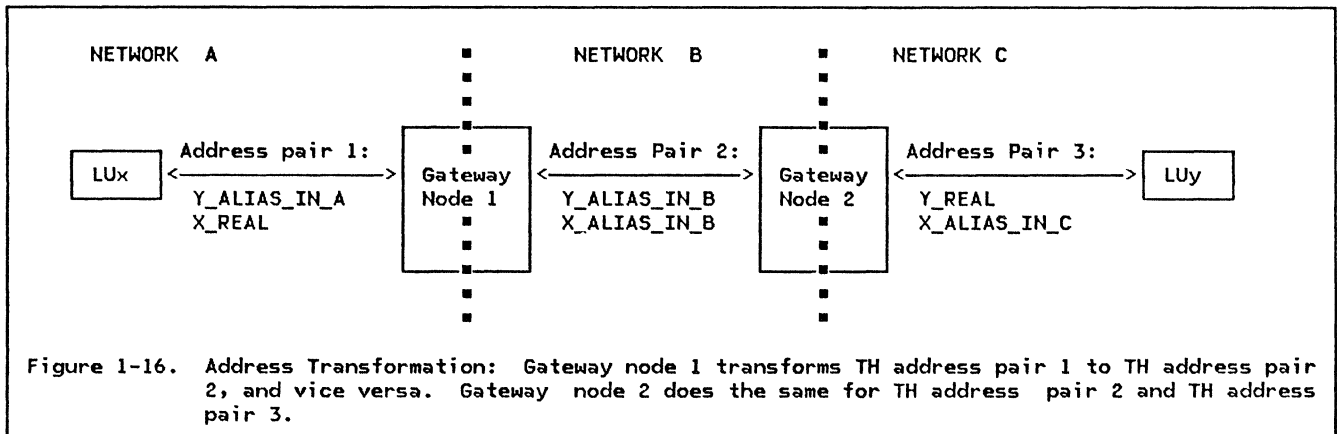 NETWORK A
NETWORK B
NETWORK C
LUx
Address pair 1:
<------------------>
Y_ALIAS_IN_A
X_REAL
Gateway
Node 1
Address Pair 2:
<------------------>
Y_ALIAS_IN_B
X_ALIAS_IN_B
Gateway
Node 2
Address Pair 3:
<------------------>
Y_REAL
X_ALIAS_IN_C
LUy
Figure 1-16. Address Transformation: Gateway node 1 transforms TH address pair 1 to TH address pair
2, and vice versa. Gateway node 2 does the same for TH address pair 2 and TH address
pair 3.